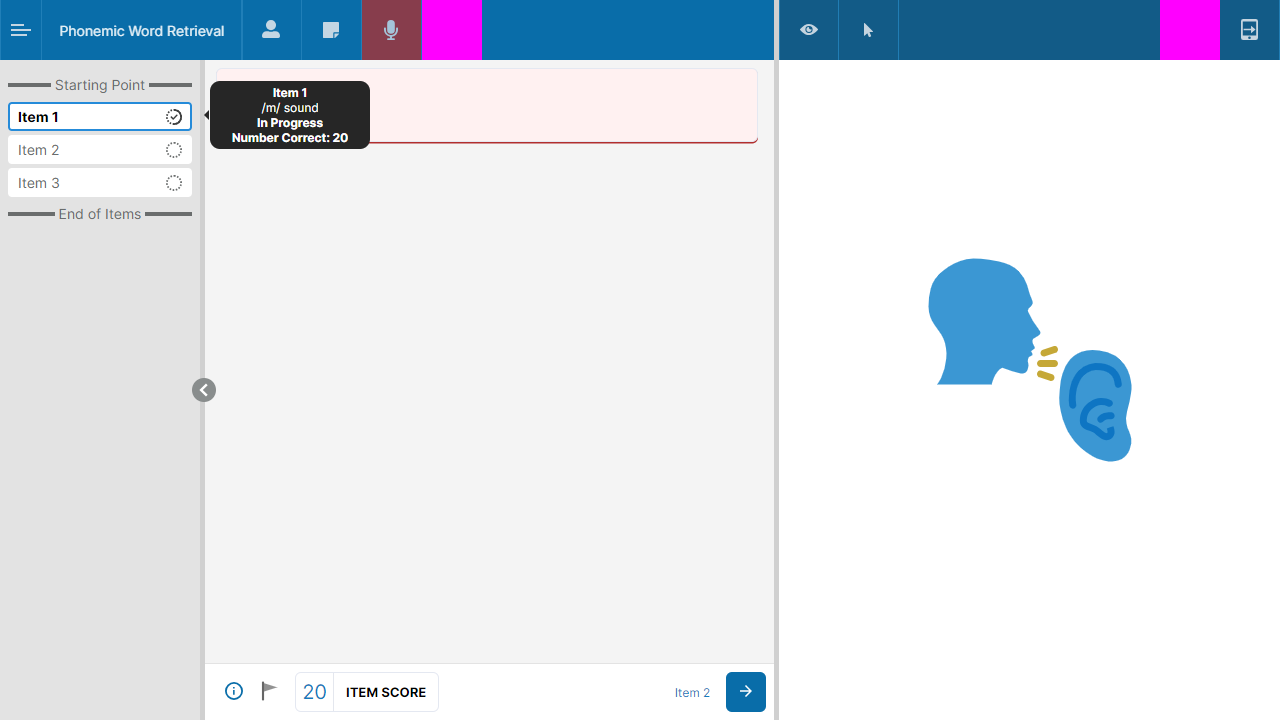 Phonemic Word Retrieval
Starting Point
Item 1
Item 2
Item 3
End of Items
Item 1
/m/ sound
In Progress
Number Correct: 20
20 ITEM SCORE
Item 2